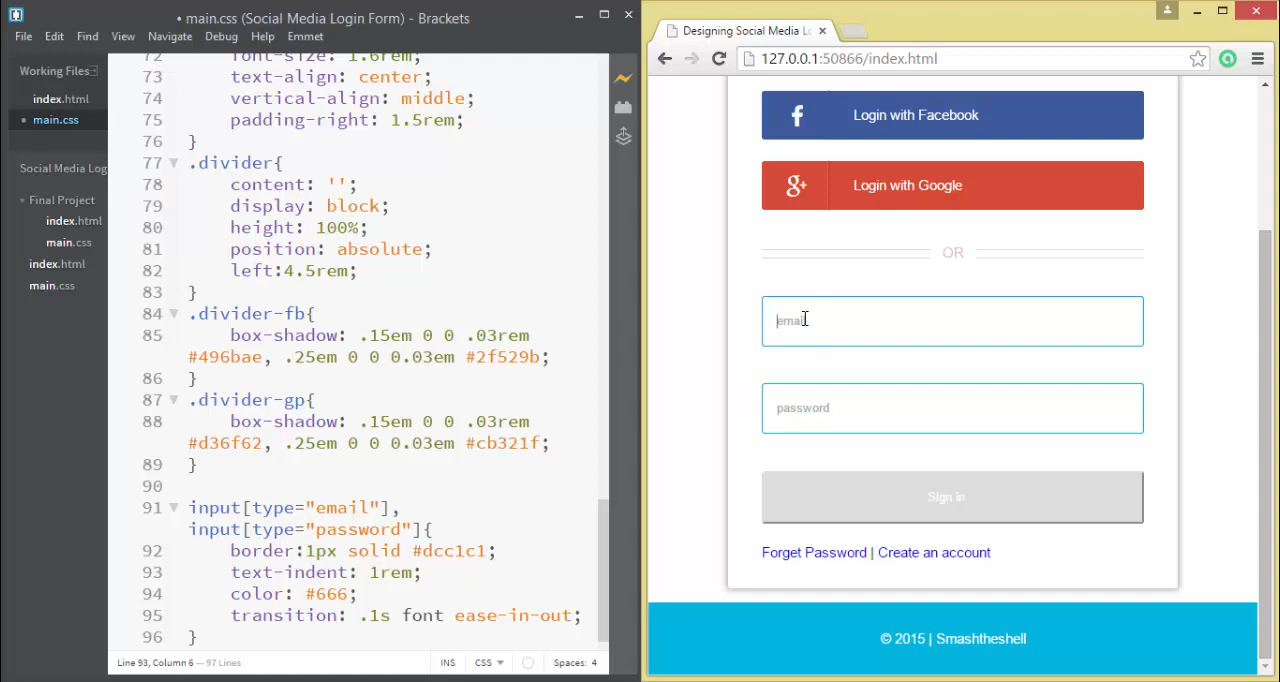 • main.css (Social Media Login Form) - Brackets
File Edit Find View Navigate Debug Help Emmet
Working Files
index.html
• main.css
Social Media Log
Final Project
index.html
main.css
index.html
main.css
72 font-size: 1.6rem;
73 text-align: center;
74 vertical-align: middle;
75 padding-right: 1.5rem;
76 }
77 .divider{
78 content: '';
79 display: block;
80 height: 100%;
81 position: absolute;
82 left:4.5rem;
83 }
84 .divider-fb{
85 box-shadow: .15em 0 0 .03rem
#496bae, .25em 0 0 0.03em #2f529b;
86 }
87 .divider-gp{
88 box-shadow: .15em 0 0 .03rem
#d36f62, .25em 0 0 0.03em #cb321f;
89 }
90
91 input[type="email"],
input[type="password"]{
92 border:1px solid #dcc1c1;
93 text-indent: 1rem;
94 color: #666;
95 transition: .1s font ease-in-out;
96 }
Line 93, Column 6 — 97 Lines
INS CSS Spaces: 4
Designing Social Media Lo
127.0.0.1:50866/index.html
f Login with Facebook
g+ Login with Google
OR
email
password
Sign in
Forget Password | Create an account
© 2015 | Smashtheshell